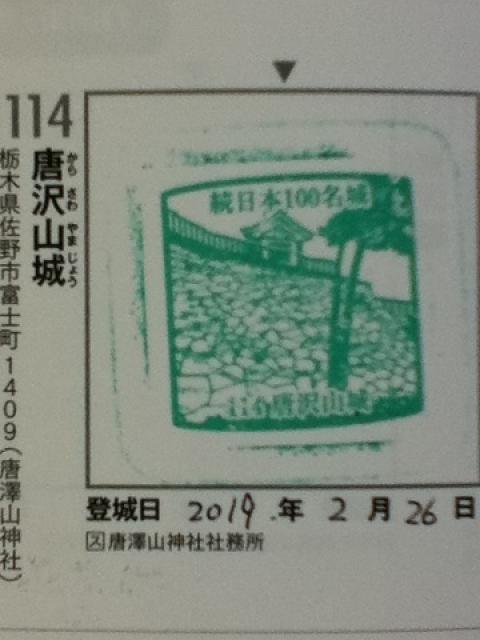 114
唐沢山城
から さわ やま じょう
栃木県佐野市富士町1409(唐澤山神社)
続日本100名城
唐沢山城
登城日 2019.年 2 月 26 日
図唐澤山神社社務所